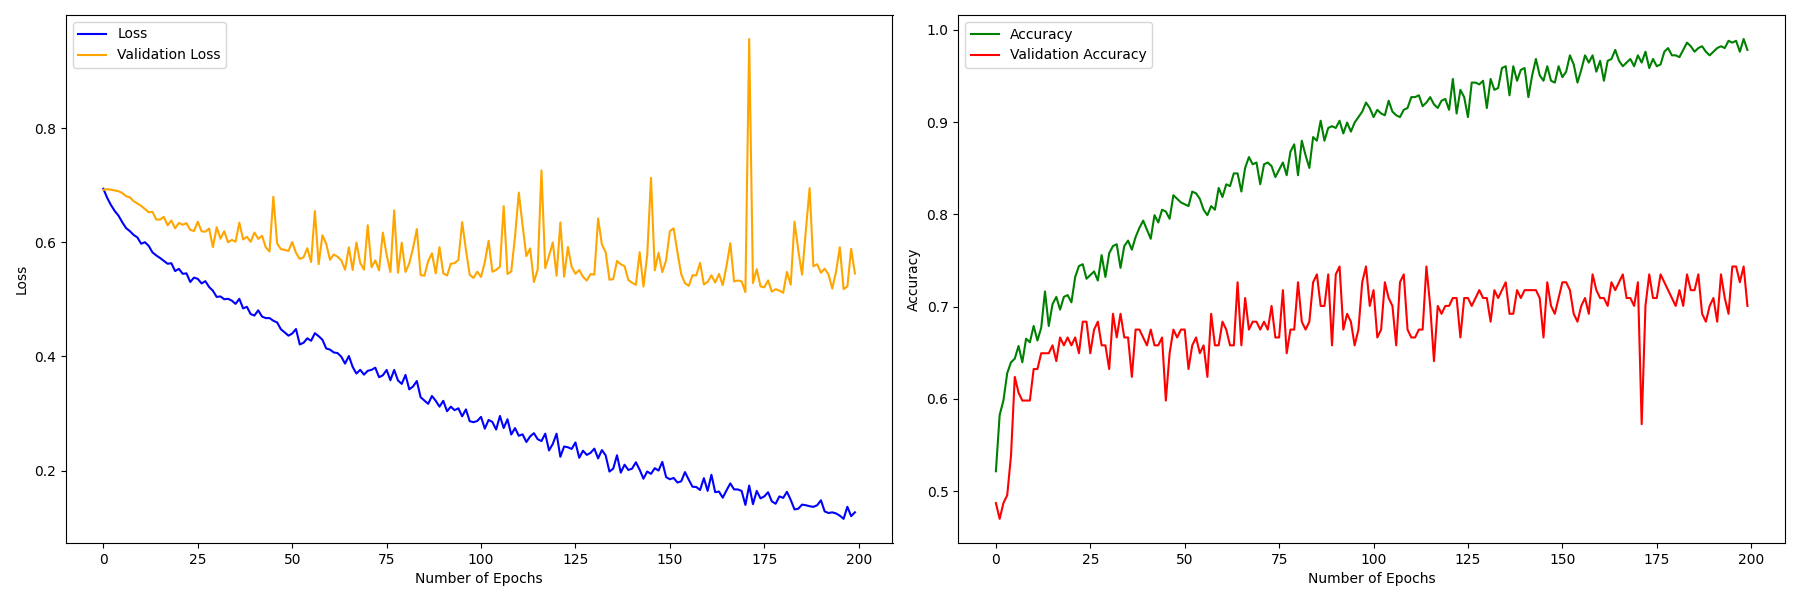 Loss
Validation Loss
0.8
0.6
0.4
0.2
Loss
0 25 50 75 100 125 150 175 200
Number of Epochs
Accuracy
Validation Accuracy
1.0
0.9
0.8
0.7
0.6
0.5
Accuracy
0 25 50 75 100 125 150 175 200
Number of Epochs